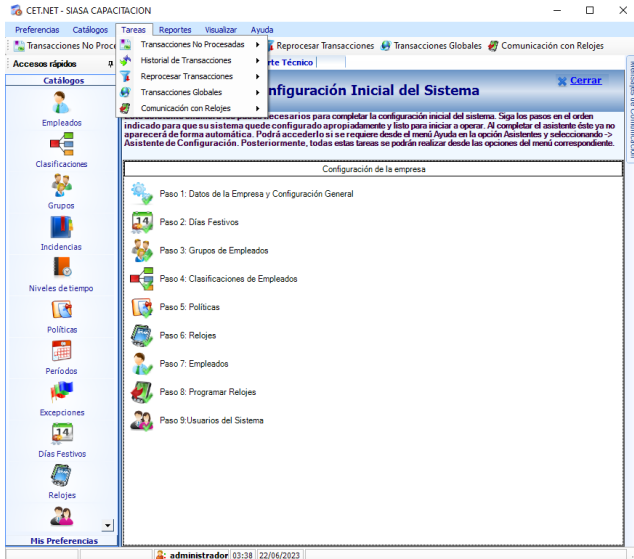 CET.NET - SIASA CAPACITACION
Preferencias Catálogos Tareas Reportes Visualizar Ayuda
Transacciones No Proce
Reprocesar Transacciones Transacciones Globales Comunicación con Relojes
Transacciones No Procesadas
Historial de Transacciones
Reprocesar Transacciones
Transacciones Globales
Comunicación con Relojes
Accesos rápidos
rte Técnico
Catálogos
nfiguración Inicial del Sistema
Cerrar
necesarios para completar la configuración inicial del sistema. Siga los pasos en el orden
indicado para que su sistema quede configurado apropiadamente y listo para iniciar a operar. Al completar el asistente éste ya no
aparecerá de forma automática. Podrá accederlo si se requiere desde el menú Ayuda en la opción Asistentes y seleccionando ->
Asistente de Configuración. Posteriormente, todas estas tareas se podrán realizar desde las opciones del menú correspondiente.
Configuración de la empresa
Paso 1: Datos de la Empresa y Configuración General
Paso 2: Días Festivos
Paso 3: Grupos de Empleados
Paso 4: Clasificaciones de Empleados
Paso 5: Políticas
Paso 6: Relojes
Paso 7: Empleados
Paso 8: Programar Relojes
Paso 9:Usuarios del Sistema
Empleados
Clasificaciones
Grupos
Incidencias
Niveles de tiempo
Políticas
Períodos
Excepciones
14
Días Festivos
Relojes
Mis Preferencias
14
administrador 03:38 22/06/2023